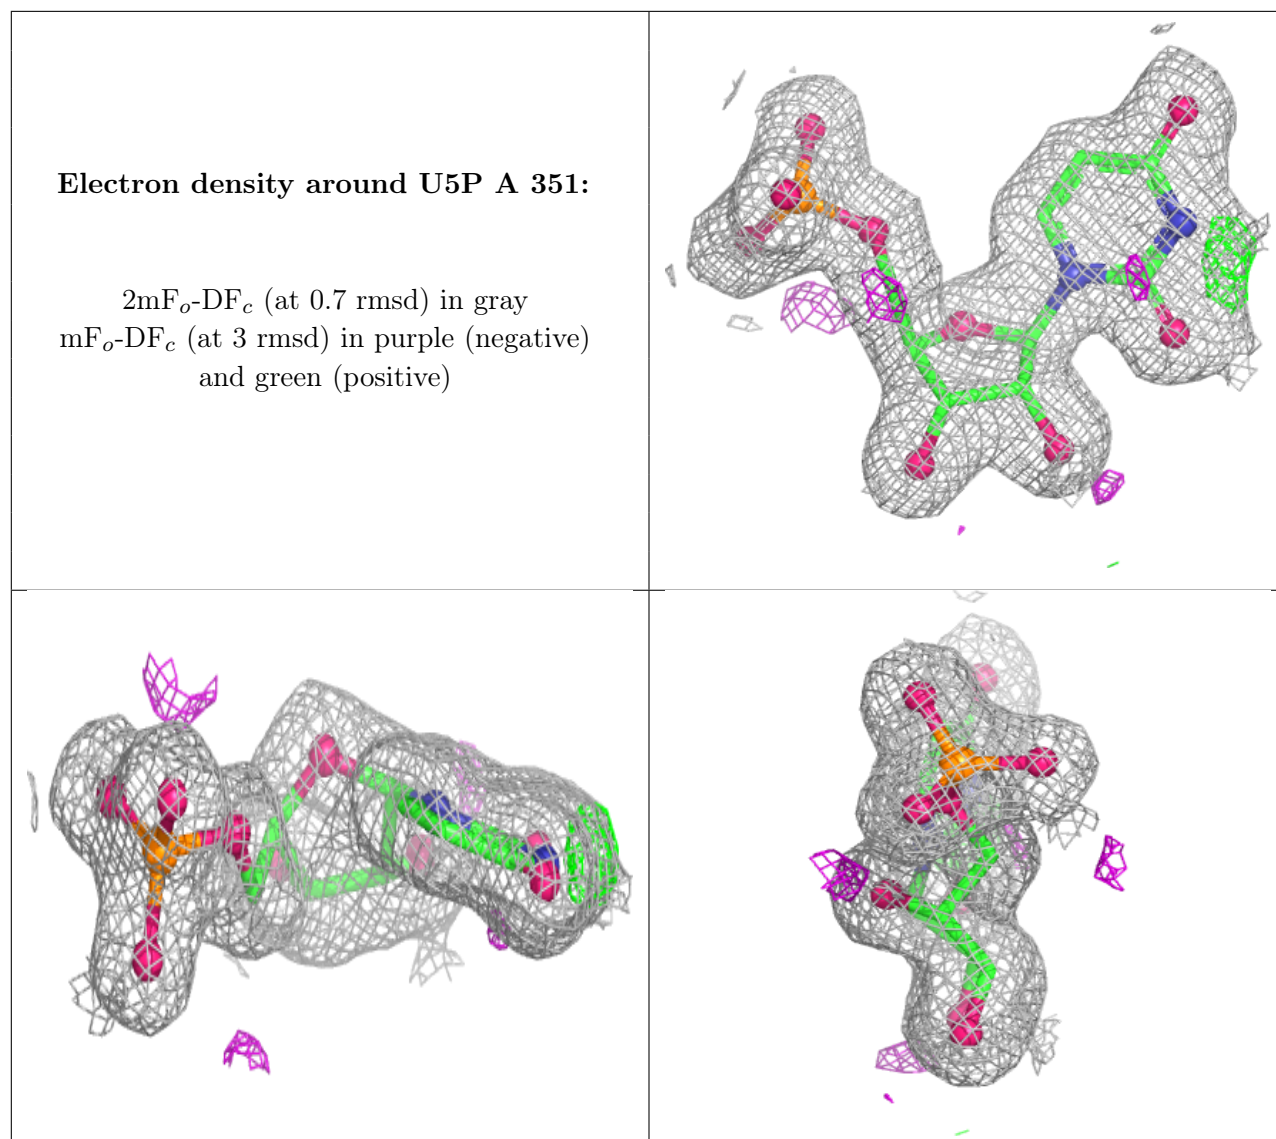 Electron density around U5P A 351:
2mFo-DFc (at 0.7 rmsd) in gray
mFo-DFc (at 3 rmsd) in purple (negative)
and green (positive)